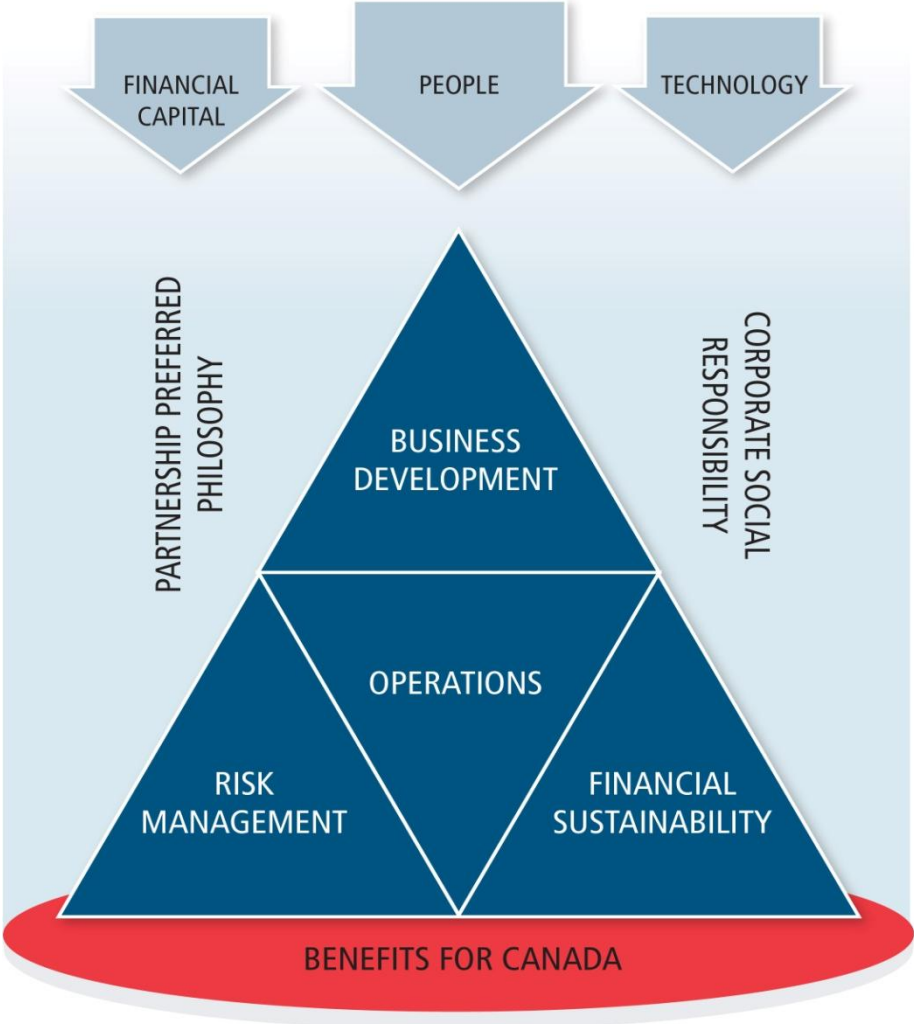 FINANCIAL
CAPITAL
PEOPLE
TECHNOLOGY
PARTNERSHIP PREFERRED
PHILOSOPHY
CORPORATE SOCIAL
RESPONSIBILITY
BUSINESS
DEVELOPMENT
OPERATIONS
RISK
MANAGEMENT
FINANCIAL
SUSTAINABILITY
BENEFITS FOR CANADA